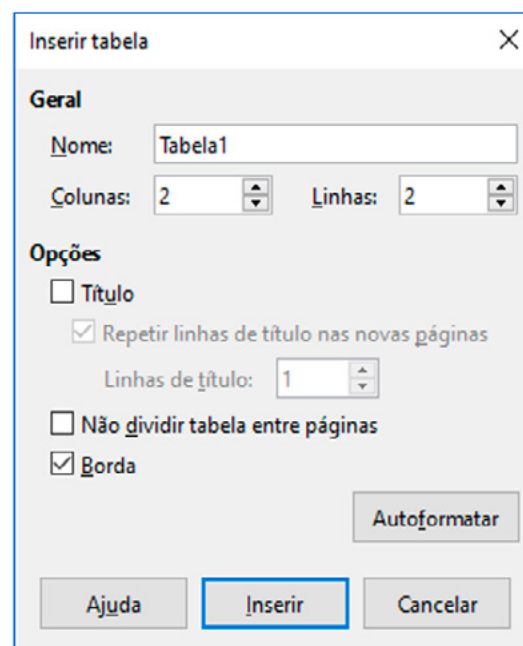 Inserir tabela
Geral
Nome: Tabela1
Colunas: 2 Linhas: 2
Opções
Título
Repetir linhas de título nas novas páginas
Linhas de título: 1
Não dividir tabela entre páginas
Borda
Autoformatar
Ajuda Inserir Cancelar